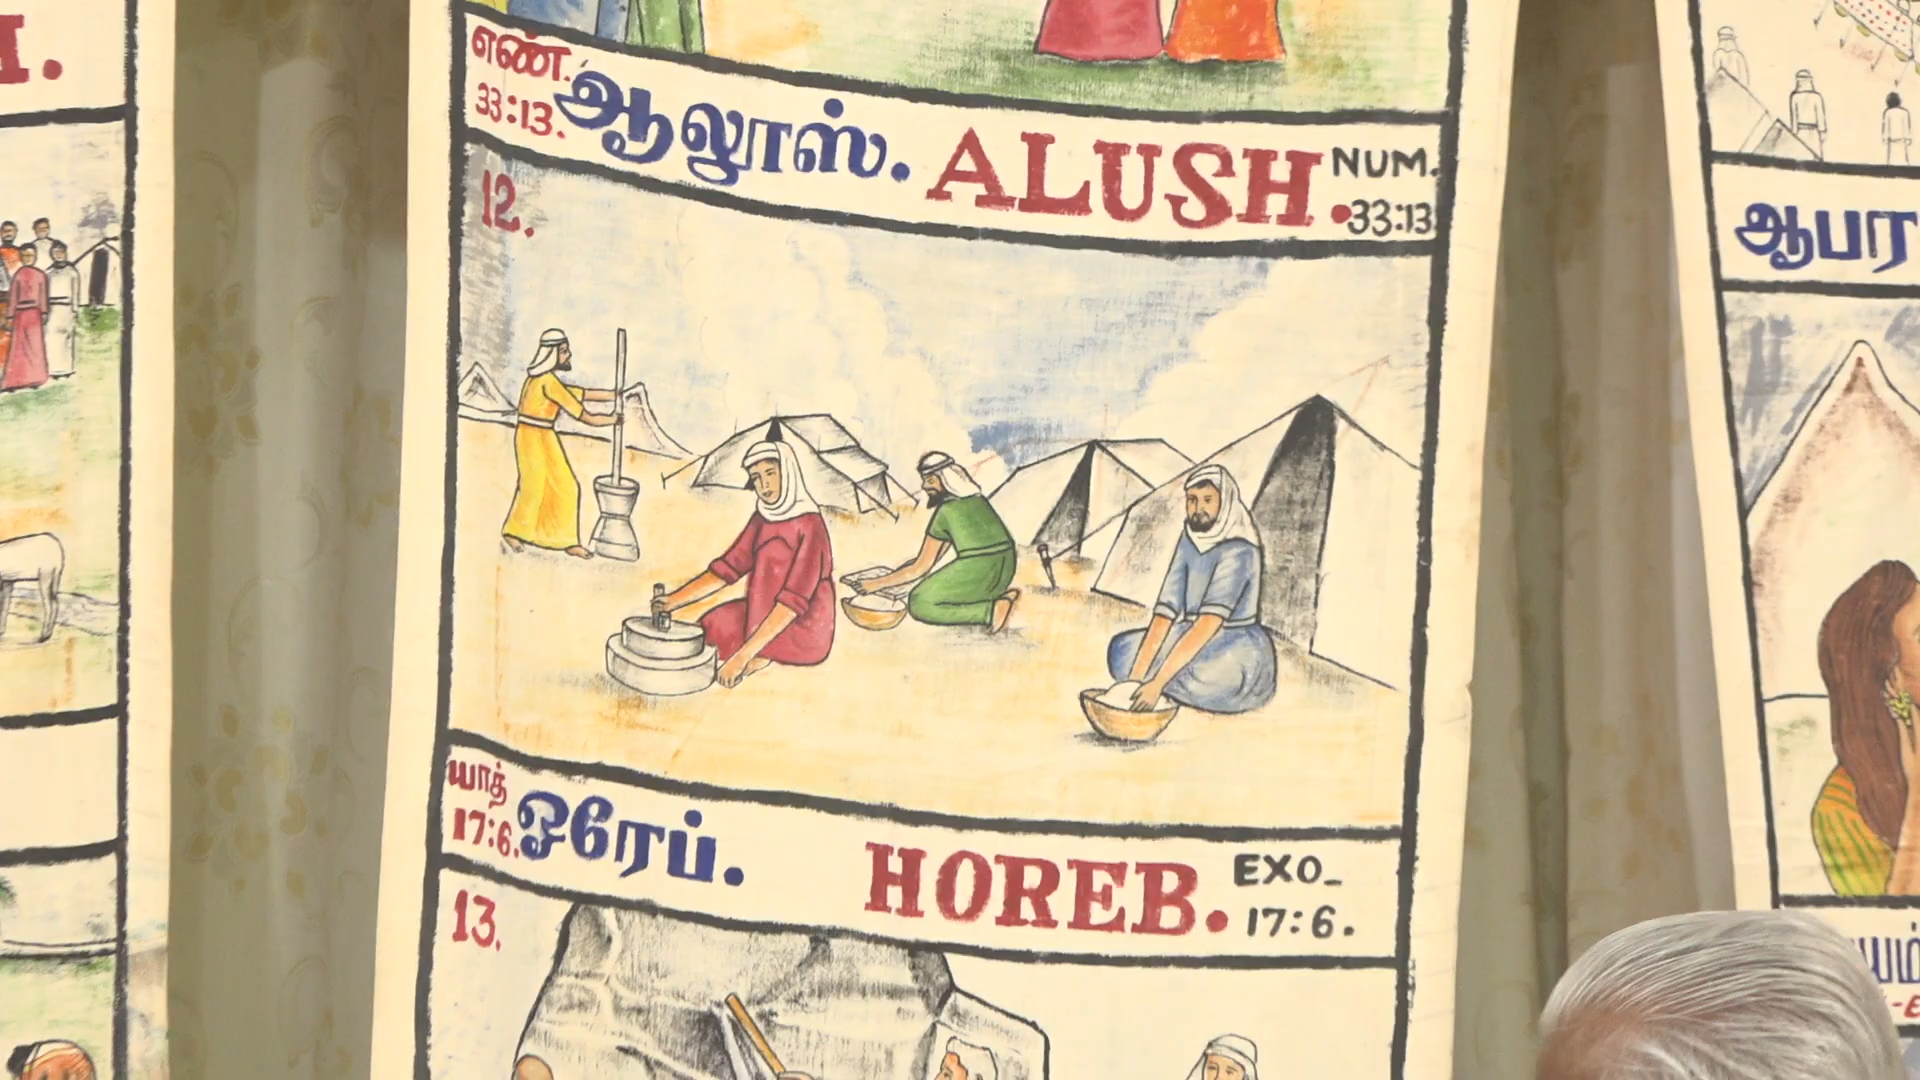 எண்.
33:13.
ஆலூஸ். ALUSH.
NUM.
33:13
12.
யாத்
17:6.
ஓரேப். HOREB.
EXO-
17:6.
13.
ஆபர